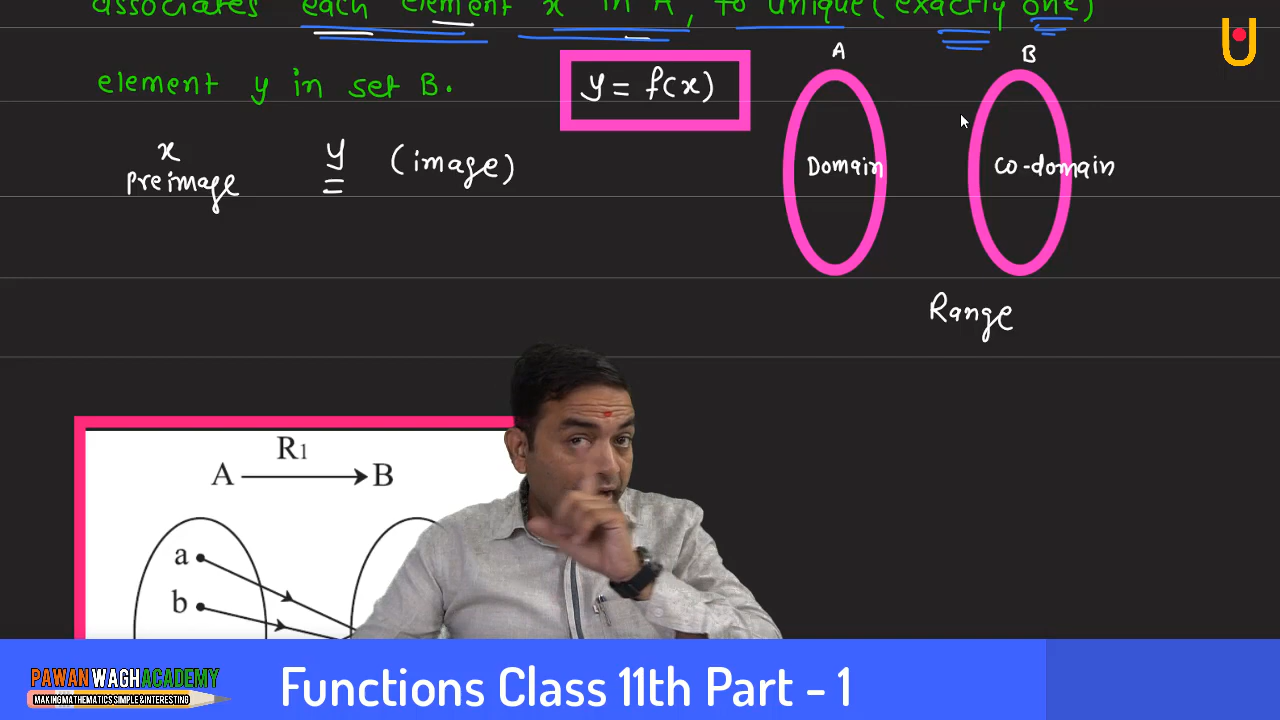 associates each element x in A, to unique (exactly one)
element y in set B.
y = f(x)
A
B
x
Preimage
y
(image)
Domain
Co-domain
Range
R1
A
B
a
b
PAWAN WAGH ACADEMY
MAKING MATHEMATICS SIMPLE & INTERESTING
Functions Class 11th Part - 1